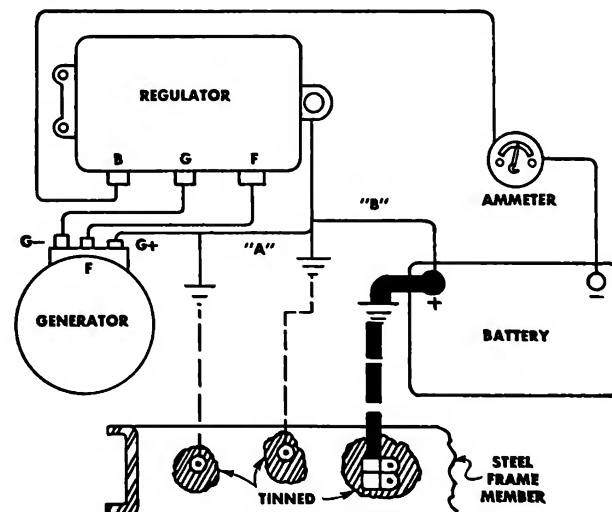 REGULATOR
B G F
AMMETER
"B"
G- F G+
"A"
+ -
GENERATOR
BATTERY
TINNED
STEEL
FRAME
MEMBER